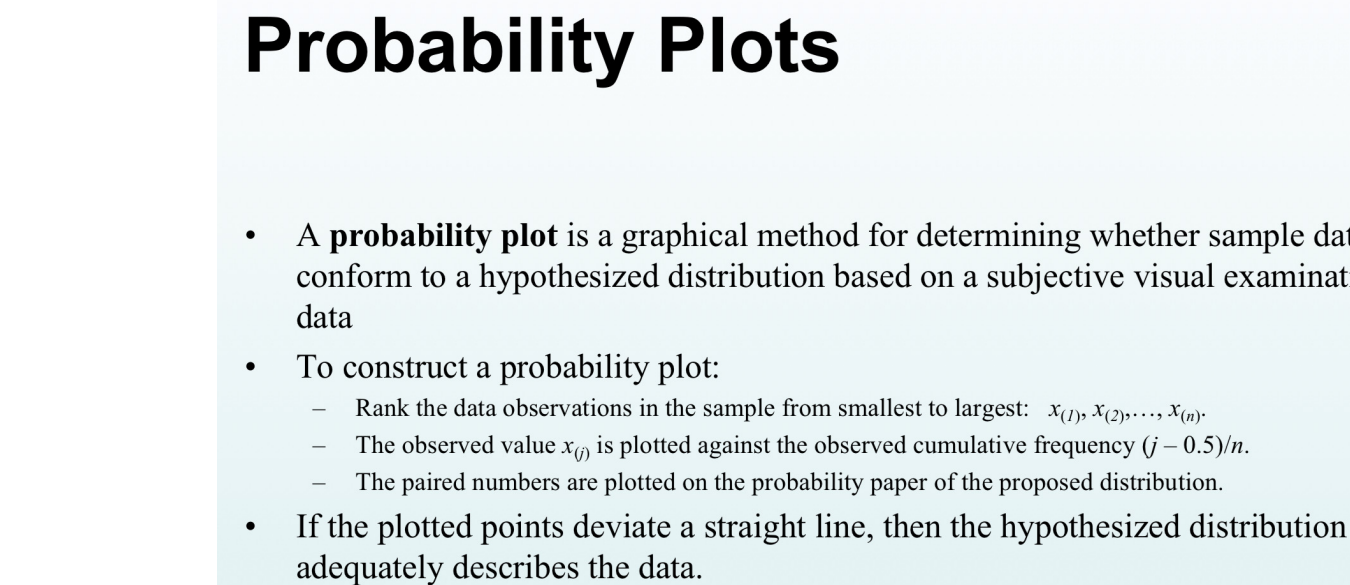 Probability Plots
• A probability plot is a graphical method for determining whether sample dat
conform to a hypothesized distribution based on a subjective visual examinat
data
• To construct a probability plot:
– Rank the data observations in the sample from smallest to largest: x(1), x(2),…, x(n).
– The observed value x(j) is plotted against the observed cumulative frequency (j – 0.5)/n.
– The paired numbers are plotted on the probability paper of the proposed distribution.
• If the plotted points deviate a straight line, then the hypothesized distribution
adequately describes the data.